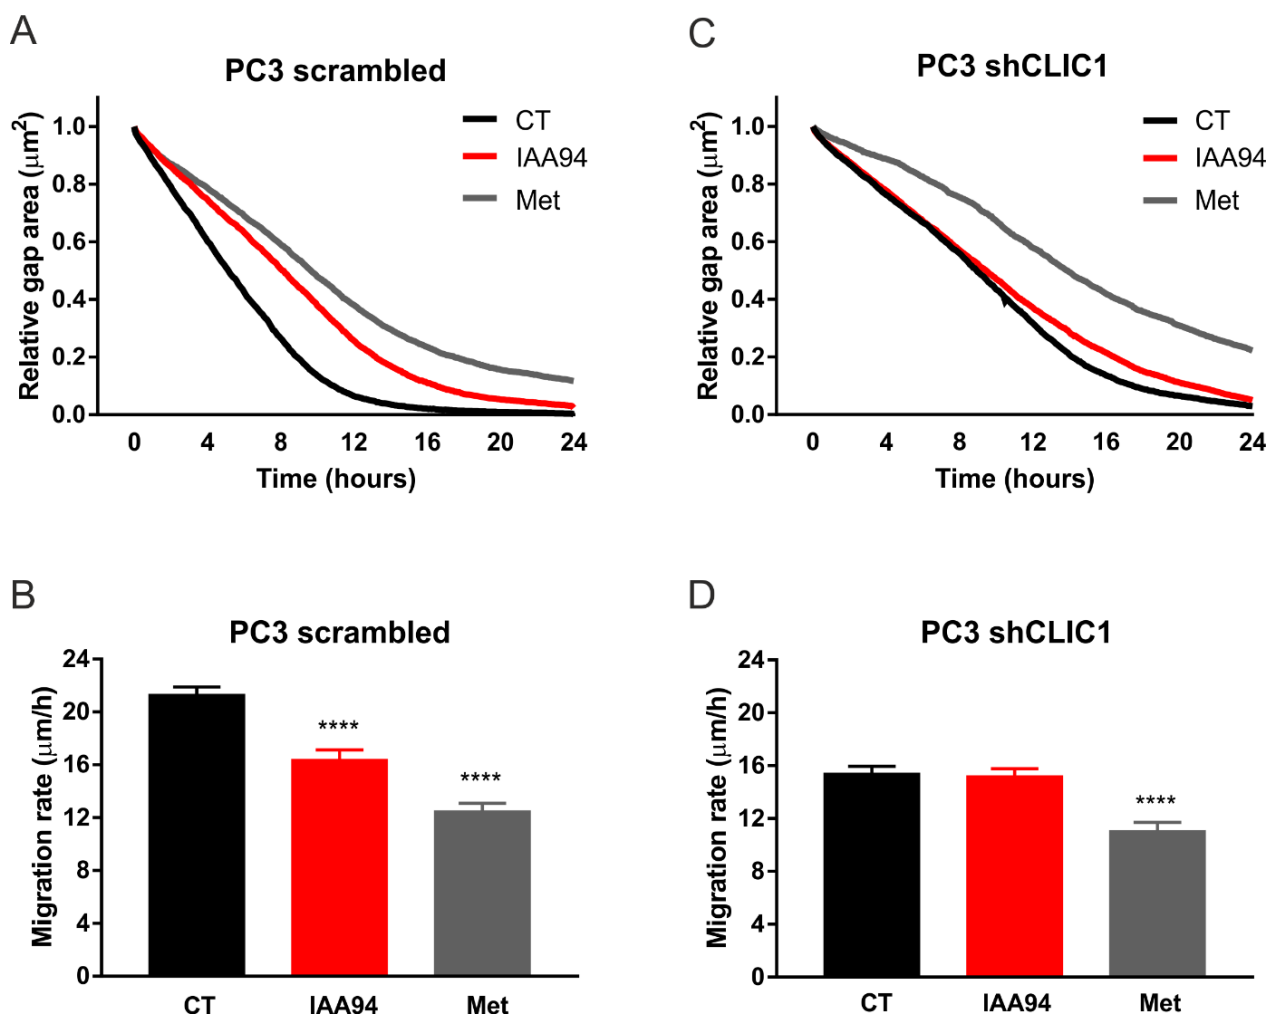 A
PC3 scrambled
Relative gap area (μm²)
1.0
0.8
0.6
0.4
0.2
0.0
CT
IAA94
Met
0 4 8 12 16 20 24
Time (hours)
C
PC3 shCLIC1
Relative gap area (μm²)
1.0
0.8
0.6
0.4
0.2
0.0
CT
IAA94
Met
0 4 8 12 16 20 24
Time (hours)
B
PC3 scrambled
Migration rate (μm/h)
24
20
16
12
8
4
0
****
****
CT IAA94 Met
D
PC3 shCLIC1
Migration rate (μm/h)
24
20
16
12
8
4
0
****
CT IAA94 Met